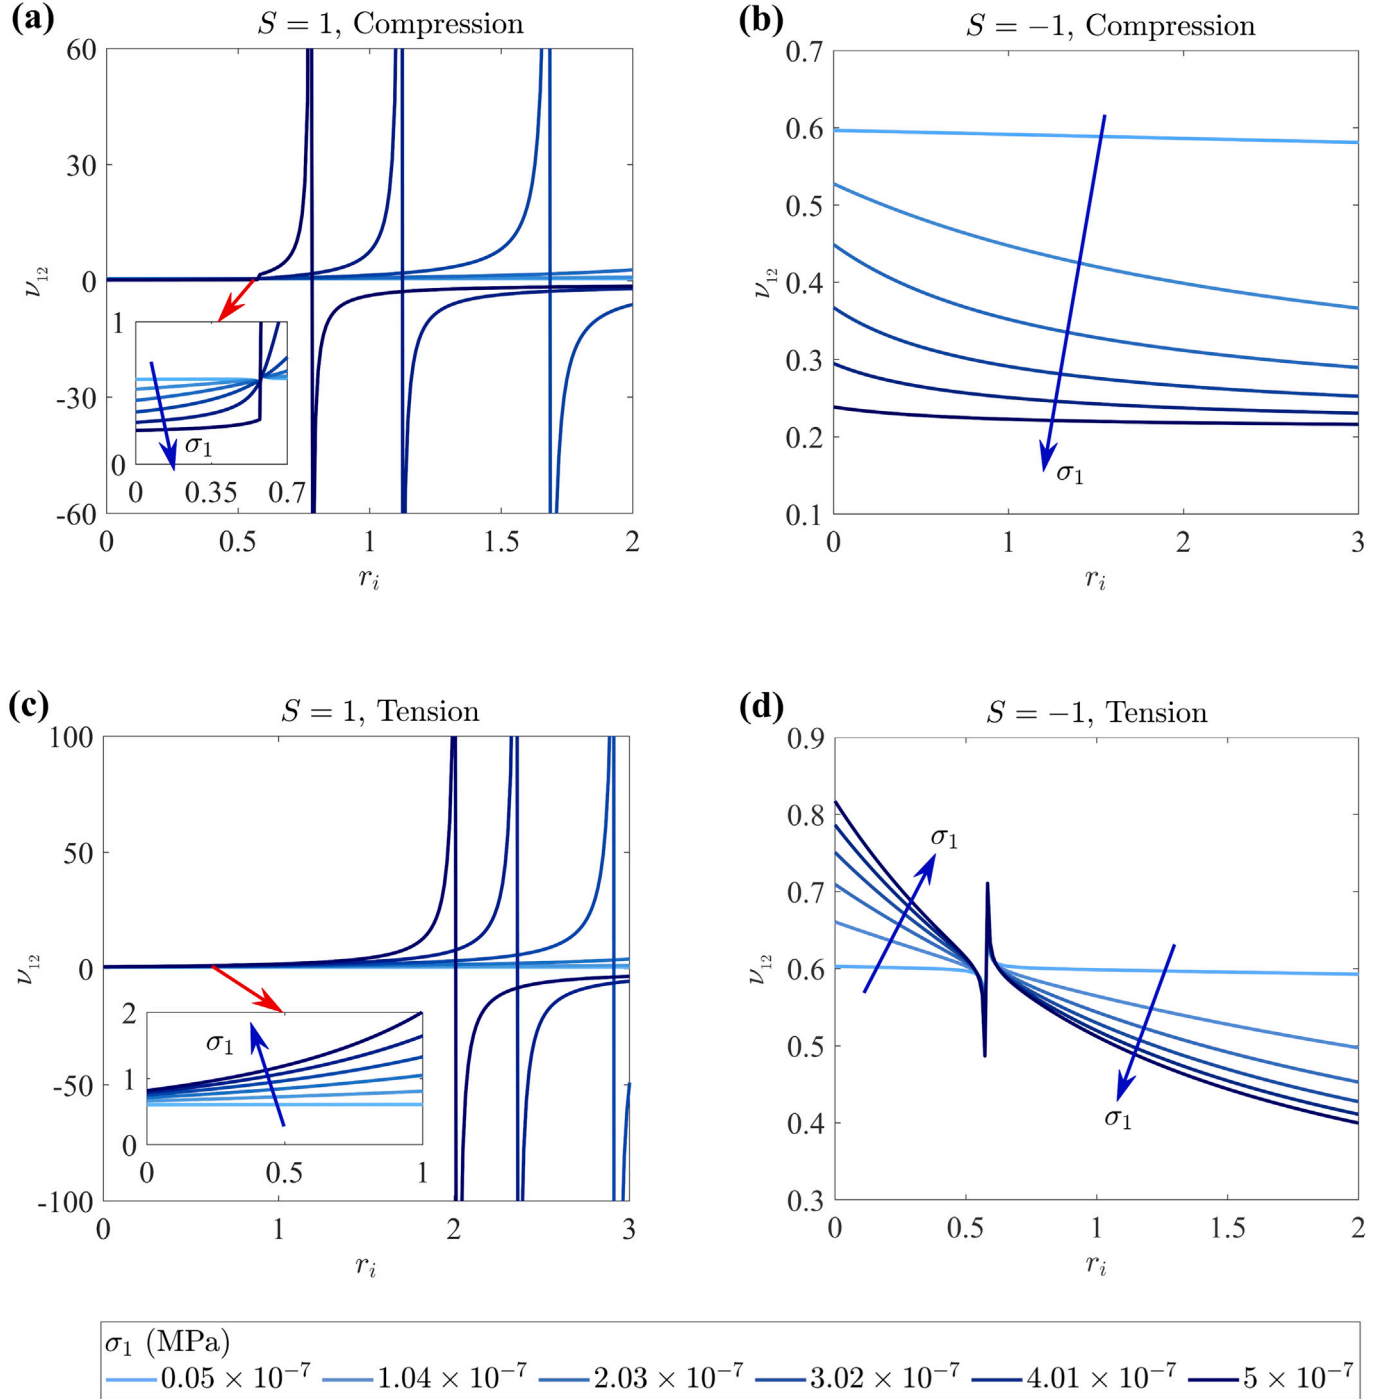 (a)
S = 1, Compression
60
30
0
-30
-60
ν₁₂
0 0.5 1 1.5 2
rᵢ
1
0
0 0.35 0.7
σ₁
(b)
S = −1, Compression
0.7
0.6
0.5
0.4
0.3
0.2
0.1
ν₁₂
σ₁
0 1 2 3
rᵢ
(c)
S = 1, Tension
100
50
0
-50
-100
ν₁₂
2
1
0
σ₁
0 0.5 1
0 1 2 3
rᵢ
(d)
S = −1, Tension
0.9
0.8
0.7
0.6
0.5
0.4
0.3
ν₁₂
σ₁
σ₁
0 0.5 1 1.5 2
rᵢ
σ₁ (MPa)
0.05 × 10⁻⁷ 1.04 × 10⁻⁷ 2.03 × 10⁻⁷ 3.02 × 10⁻⁷ 4.01 × 10⁻⁷ 5 × 10⁻⁷